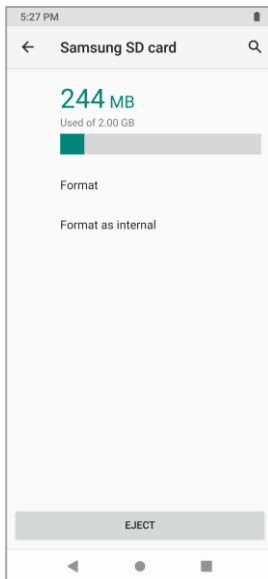 5:27 PM
Samsung SD card
244 MB
Used of 2.00 GB
Format
Format as internal
EJECT